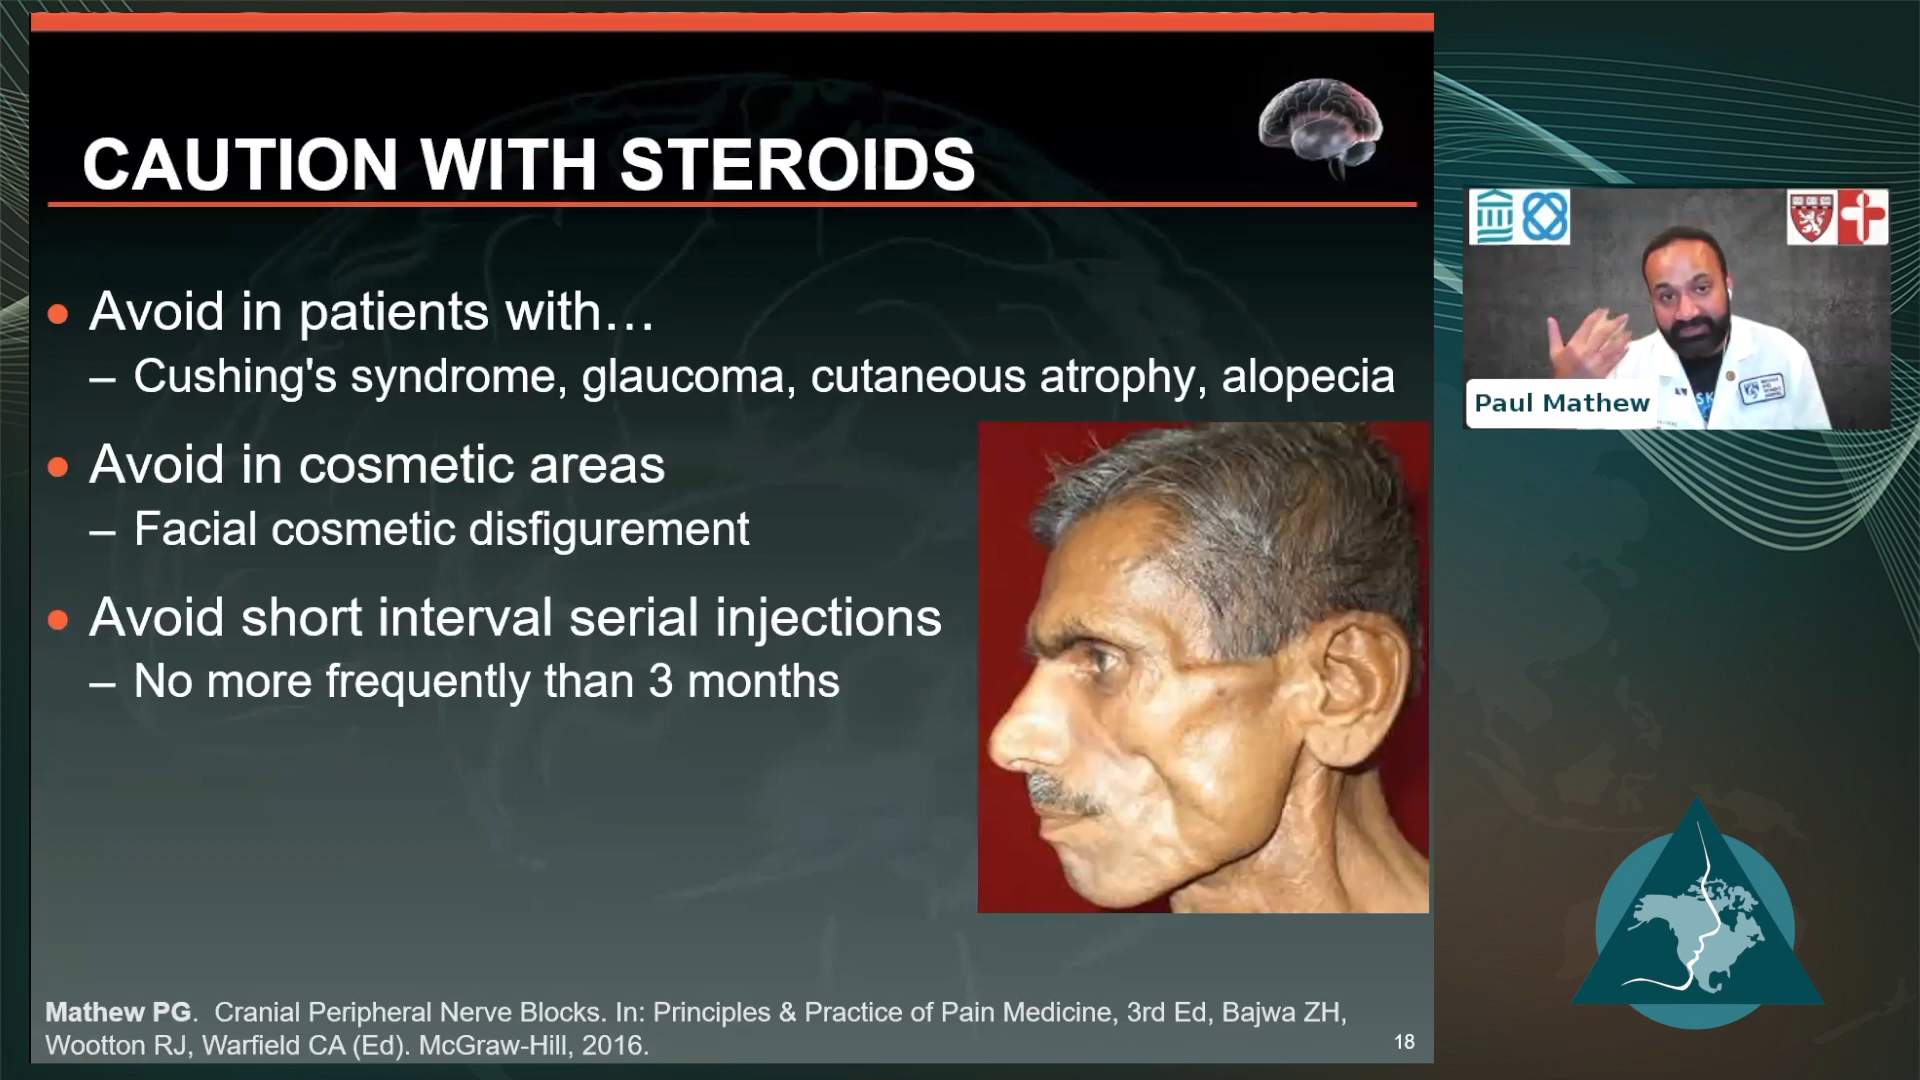 CAUTION WITH STEROIDS
• Avoid in patients with…
– Cushing's syndrome, glaucoma, cutaneous atrophy, alopecia
• Avoid in cosmetic areas
– Facial cosmetic disfigurement
• Avoid short interval serial injections
– No more frequently than 3 months
Mathew PG. Cranial Peripheral Nerve Blocks. In: Principles & Practice of Pain Medicine, 3rd Ed, Bajwa ZH,
Wootton RJ, Warfield CA (Ed). McGraw-Hill, 2016.
18
Paul Mathew